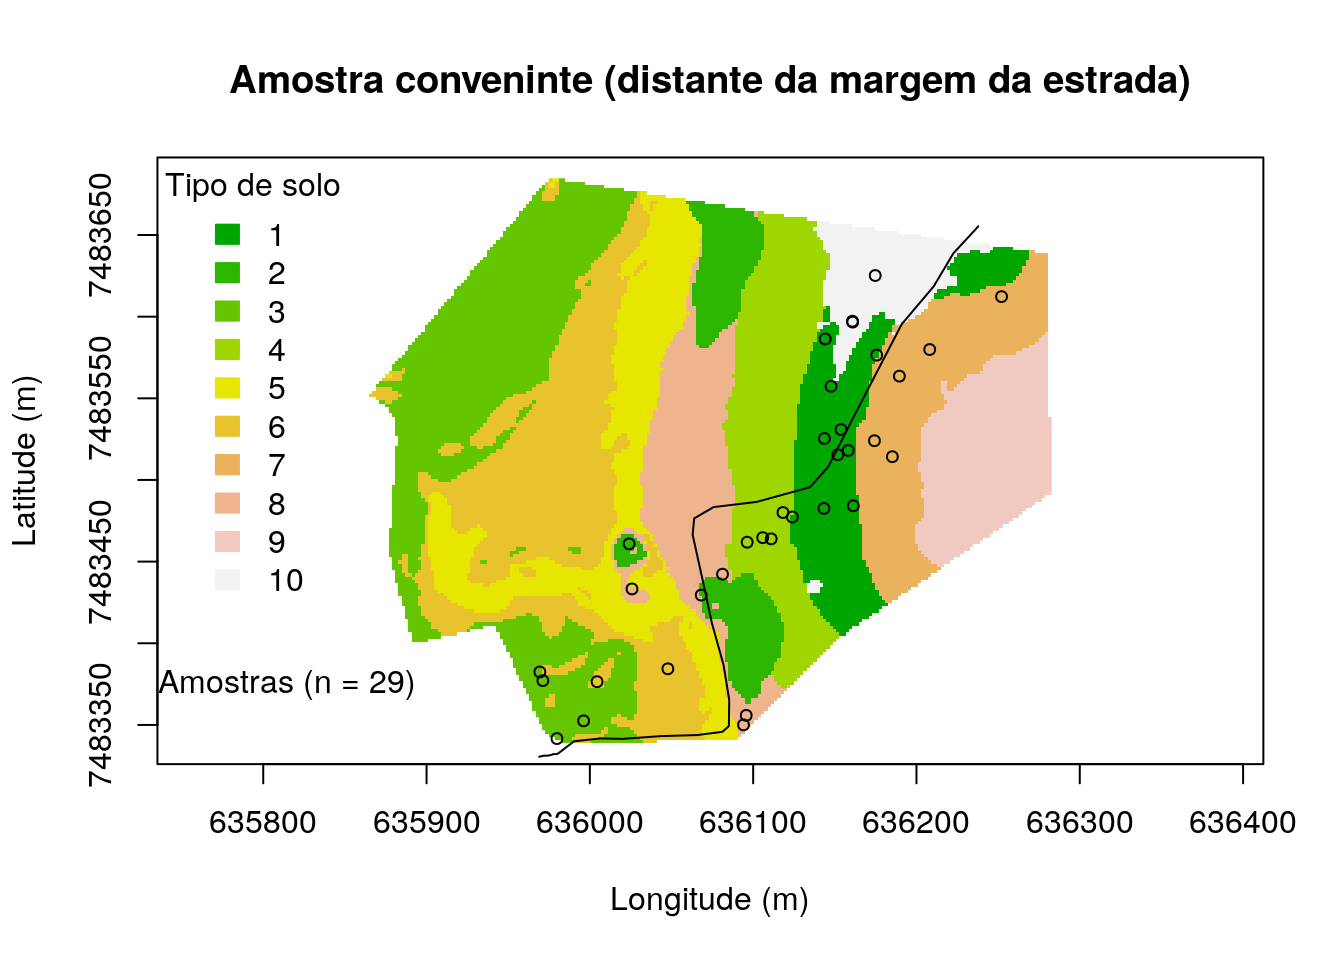 Amostra conveninte (distante da margem da estrada)
Tipo de solo
1
2
3
4
5
6
7
8
9
10
Amostras (n = 29)
7483650
7483550
7483450
7483350
Latitude (m)
635800 635900 636000 636100 636200 636300 636400
Longitude (m)